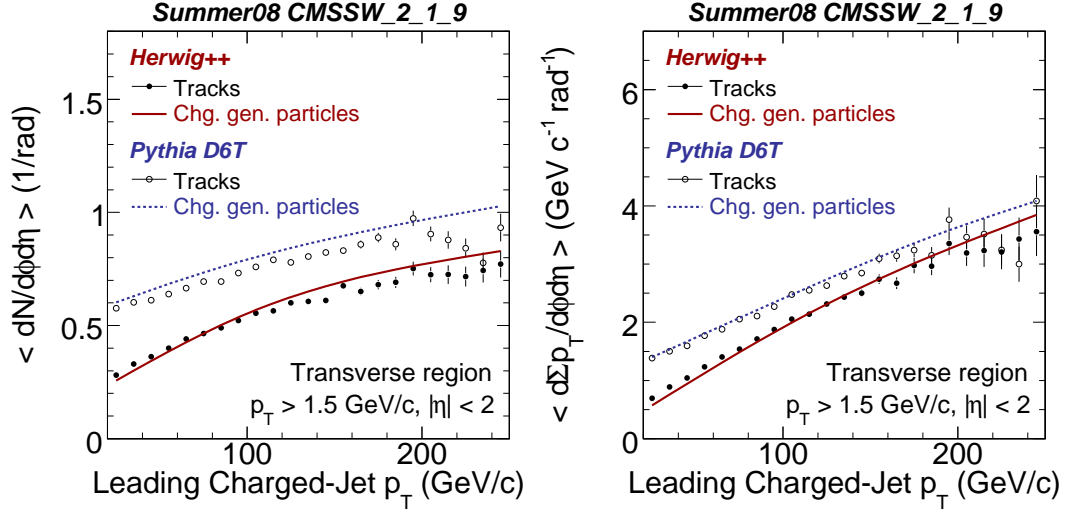 Summer08 CMSSW_2_1_9
< dN/dϕdη > (1/rad)
1.5
1
0.5
0
Herwig++
Tracks
Chg. gen. particles
Pythia D6T
Tracks
Chg. gen. particles
Transverse region
p_T > 1.5 GeV/c, |η| < 2
100
200
Leading Charged-Jet p_T (GeV/c)
Summer08 CMSSW_2_1_9
< dΣp_T/dϕdη > (GeV c⁻¹ rad⁻¹)
6
4
2
0
Herwig++
Tracks
Chg. gen. particles
Pythia D6T
Tracks
Chg. gen. particles
Transverse region
p_T > 1.5 GeV/c, |η| < 2
100
200
Leading Charged-Jet p_T (GeV/c)